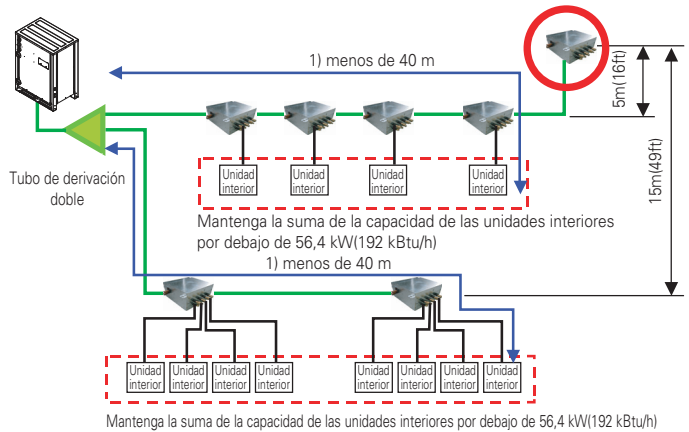 1) menos de 40 m
5m(16ft)
15m(49ft)
Tubo de derivación
doble
Unidad
interior
Unidad
interior
Unidad
interior
Unidad
interior
Mantenga la suma de la capacidad de las unidades interiores
por debajo de 56,4 kW(192 kBtu/h)
1) menos de 40 m
Unidad
interior
Unidad
interior
Unidad
interior
Unidad
interior
Unidad
interior
Unidad
interior
Unidad
interior
Unidad
interior
Mantenga la suma de la capacidad de las unidades interiores por debajo de 56,4 kW(192 kBtu/h)